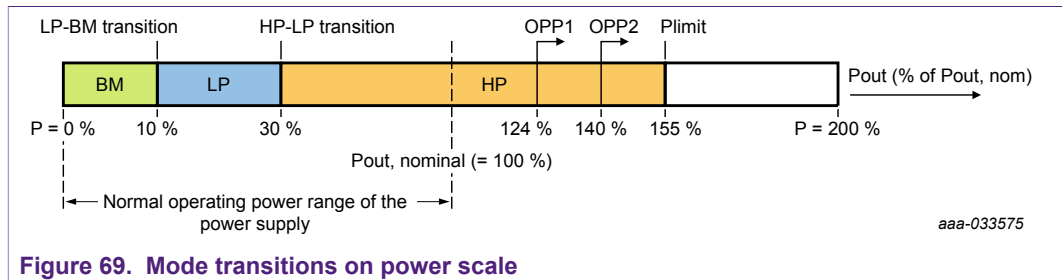 LP-BM transition HP-LP transition OPP1 OPP2 Plimit
BM LP HP Pout (% of Pout, nom)
P = 0 % 10 % 30 % 124 % 140 % 155 % P = 200 %
Pout, nominal (= 100 %)
Normal operating power range of the
power supply
aaa-033575
Figure 69. Mode transitions on power scale